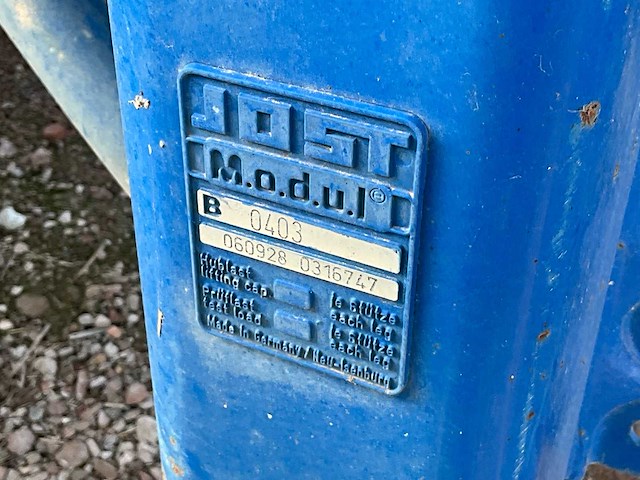 JOST
M.o.d.u.l®
B 0403
060928 0316747
Hublast
lifting cap. je Stütze
each leg
Prüflast
test load je Stütze
each leg
Made in Germany / Neu-Isenburg